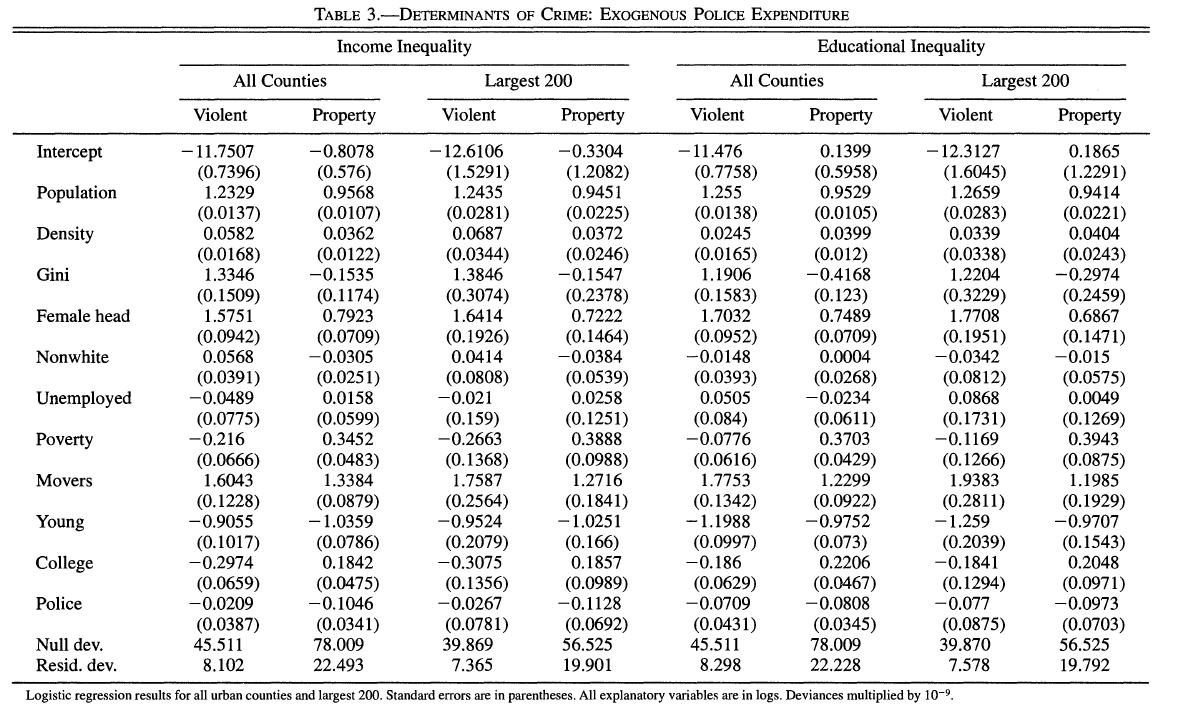 TABLE 3.—DETERMINANTS OF CRIME: EXOGENOUS POLICE EXPENDITURE
Income Inequality Educational Inequality
All Counties Largest 200 All Counties Largest 200
Violent Property Violent Property Violent Property Violent Property
Intercept −11.7507 −0.8078 −12.6106 −0.3304 −11.476 0.1399 −12.3127 0.1865
(0.7396) (0.576) (1.5291) (1.2082) (0.7758) (0.5958) (1.6045) (1.2291)
Population 1.2329 0.9568 1.2435 0.9451 1.255 0.9529 1.2659 0.9414
(0.0137) (0.0107) (0.0281) (0.0225) (0.0138) (0.0105) (0.0283) (0.0221)
Density 0.0582 0.0362 0.0687 0.0372 0.0245 0.0399 0.0339 0.0404
(0.0168) (0.0122) (0.0344) (0.0246) (0.0165) (0.012) (0.0338) (0.0243)
Gini 1.3346 −0.1535 1.3846 −0.1547 1.1906 −0.4168 1.2204 −0.2974
(0.1509) (0.1174) (0.3074) (0.2378) (0.1583) (0.123) (0.3229) (0.2459)
Female head 1.5751 0.7923 1.6414 0.7222 1.7032 0.7489 1.7708 0.6867
(0.0942) (0.0709) (0.1926) (0.1464) (0.0952) (0.0709) (0.1951) (0.1471)
Nonwhite 0.0568 −0.0305 0.0414 −0.0384 −0.0148 0.0004 −0.0342 −0.015
(0.0391) (0.0251) (0.0808) (0.0539) (0.0393) (0.0268) (0.0812) (0.0575)
Unemployed −0.0489 0.0158 −0.021 0.0258 0.0505 −0.0234 0.0868 0.0049
(0.0775) (0.0599) (0.159) (0.1251) (0.084) (0.0611) (0.1731) (0.1269)
Poverty −0.216 0.3452 −0.2663 0.3888 −0.0776 0.3703 −0.1169 0.3943
(0.0666) (0.0483) (0.1368) (0.0988) (0.0616) (0.0429) (0.1266) (0.0875)
Movers 1.6043 1.3384 1.7587 1.2716 1.7753 1.2299 1.9383 1.1985
(0.1228) (0.0879) (0.2564) (0.1841) (0.1342) (0.0922) (0.2811) (0.1929)
Young −0.9055 −1.0359 −0.9524 −1.0251 −1.1988 −0.9752 −1.259 −0.9707
(0.1017) (0.0786) (0.2079) (0.166) (0.0997) (0.073) (0.2039) (0.1543)
College −0.2974 0.1842 −0.3075 0.1857 −0.186 0.2206 −0.1841 0.2048
(0.0659) (0.0475) (0.1356) (0.0989) (0.0629) (0.0467) (0.1294) (0.0971)
Police −0.0209 −0.1046 −0.0267 −0.1128 −0.0709 −0.0808 −0.077 −0.0973
(0.0387) (0.0341) (0.0781) (0.0692) (0.0431) (0.0345) (0.0875) (0.0703)
Null dev. 45.511 78.009 39.869 56.525 45.511 78.009 39.870 56.525
Resid. dev. 8.102 22.493 7.365 19.901 8.298 22.228 7.578 19.792
Logistic regression results for all urban counties and largest 200. Standard errors are in parentheses. All explanatory variables are in logs. Deviances multiplied by 10⁻⁹.